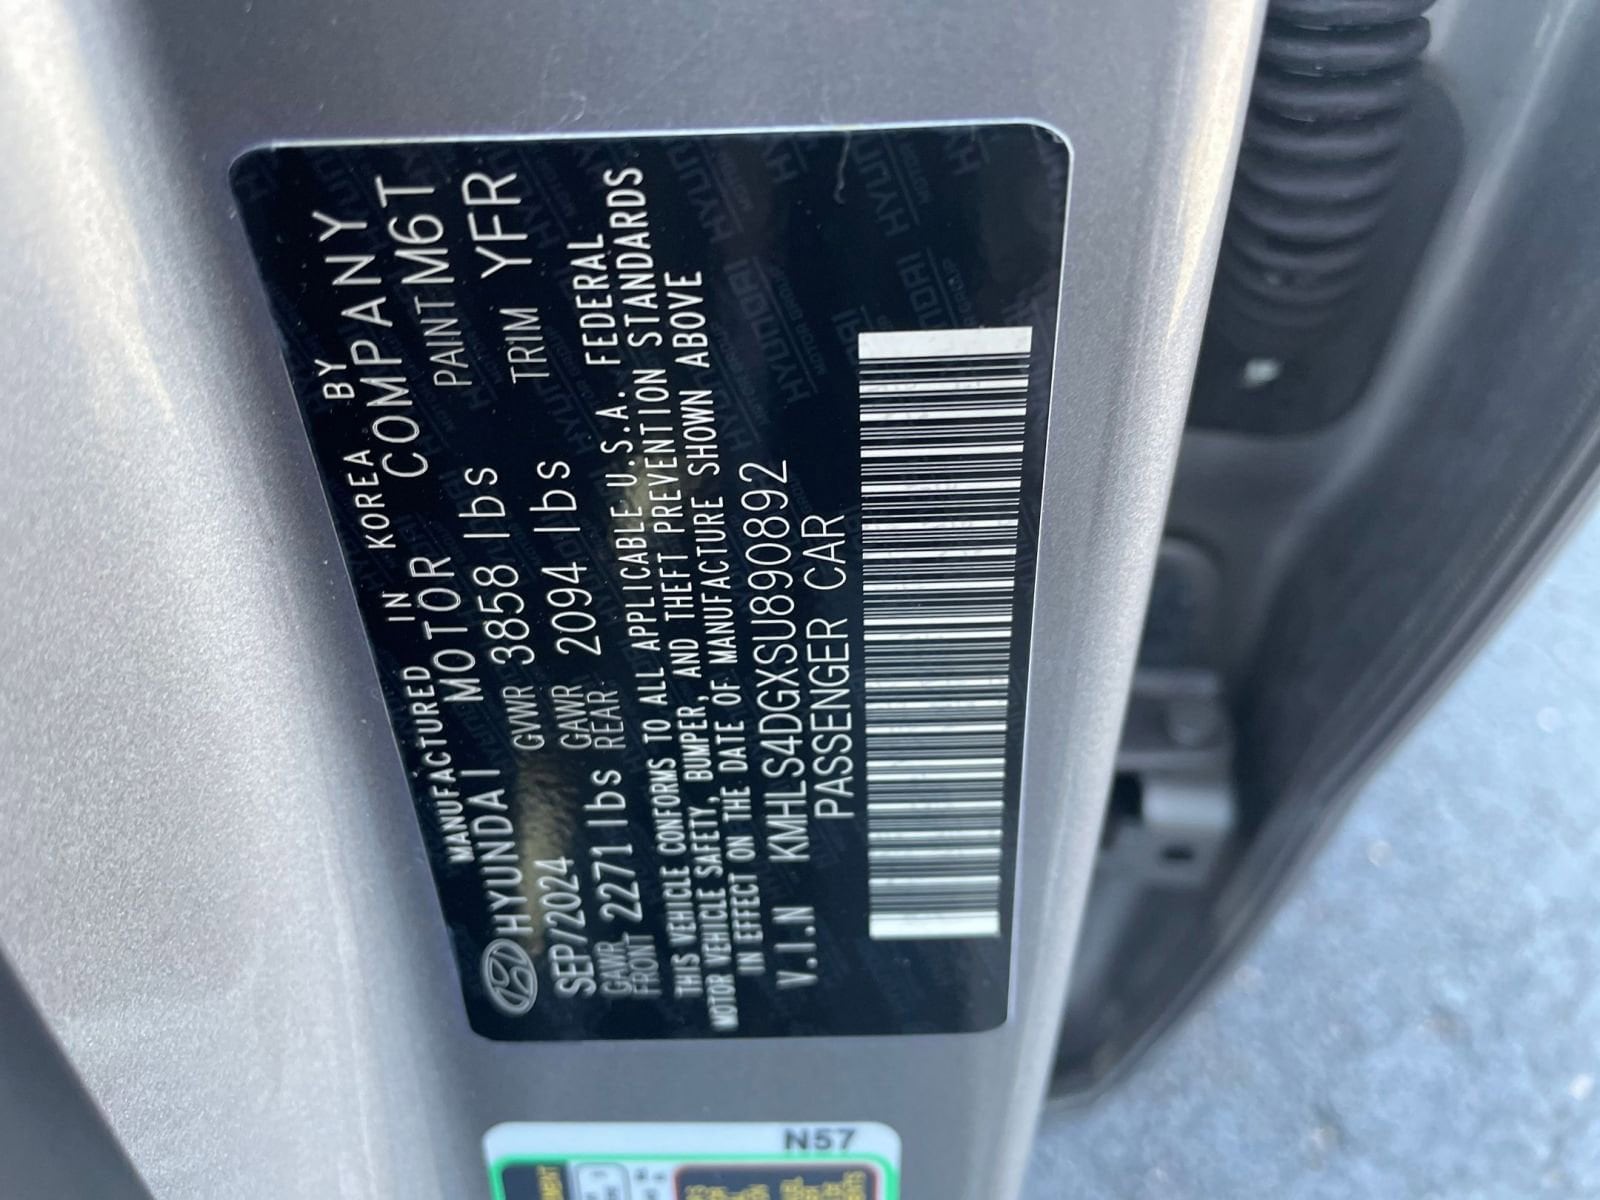 MANUFACTURED IN KOREA BY
HYUNDAI MOTOR COMPANY
SEP/2024 GVWR 3858 lbs PAINT M6T
GAWR FRONT 2271 lbs GAWR REAR 2094 lbs TRIM YFR
THIS VEHICLE CONFORMS TO ALL APPLICABLE U.S.A. FEDERAL
MOTOR VEHICLE SAFETY, BUMPER, AND THEFT PREVENTION STANDARDS
IN EFFECT ON THE DATE OF MANUFACTURE SHOWN ABOVE
V.I.N KMHLS4DGXSU890892
PASSENGER CAR
N57